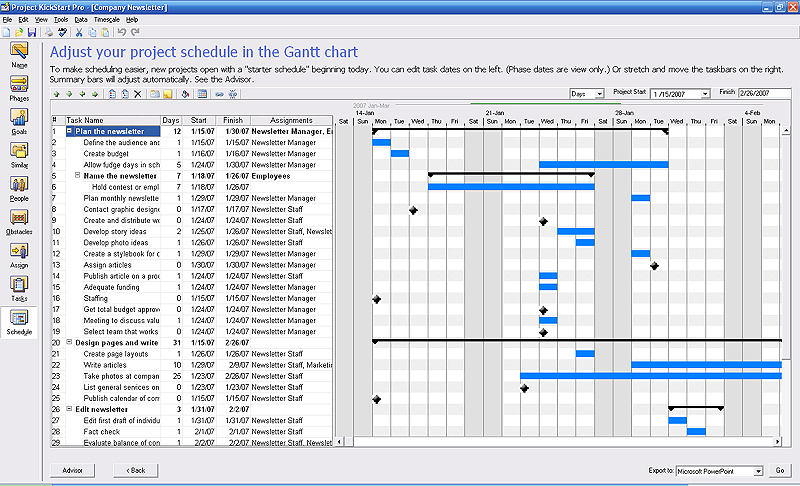 Project KickStart Pro - [Company Newsletter]
File Edit View Tools Data Timescale Help
Adjust your project schedule in the Gantt chart
To make scheduling easier, new projects open with a "starter schedule" beginning today. You can edit task dates on the left. (Phase dates are view only.) Or stretch and move the taskbars on the right.
Summary bars will adjust automatically. See the Advisor.
Days Project Start 1 /15/2007 Finish 2/26/2007
Name
Phases
Goals
Similar
People
Obstacles
Assign
Tasks
Schedule
2007 Jan-Mar
14-Jan 21-Jan 28-Jan 4-Feb
# Task Name Days Start Finish Assignments
Sat Sun Mon Tue Wed Thu Fri Sat Sun Mon Tue Wed Thu Fri Sat Sun Mon Tue Wed Thu Fri Sat Sun Mon
1 Plan the newsletter 12 1/15/07 1/30/07 Newsletter Manager, Er
2 Define the audience anc 1 1/15/07 1/15/07 Newsletter Manager
3 Create budget 1 1/16/07 1/16/07 Newsletter Manager
4 Allow fudge days in sch 5 1/24/07 1/30/07 Newsletter Manager
5 Name the newsletter 7 1/18/07 1/26/07 Employees
6 Hold contest or empl 7 1/18/07 1/26/07
7 Plan monthly newslette 1 1/29/07 1/29/07 Newsletter Manager
8 Contact graphic designe 0 1/17/07 1/17/07 Newsletter Staff
9 Create and distribute wc 0 1/24/07 1/24/07 Newsletter Staff
10 Develop story ideas 2 1/25/07 1/26/07 Newsletter Staff, Newslet
11 Develop photo ideas 1 1/26/07 1/26/07 Newsletter Staff
12 Create a stylebook for c 1 1/29/07 1/29/07 Newsletter Manager
13 Assign articles 0 1/30/07 1/30/07 Newsletter Manager
14 Publish article on a proc 1 1/24/07 1/24/07 Newsletter Staff
15 Adequate funding 1 1/24/07 1/24/07 Newsletter Manager
16 Staffing 0 1/15/07 1/15/07 Newsletter Manager
17 Get total budget approv 0 1/24/07 1/24/07 Newsletter Manager
18 Meeting to discuss valu 1 1/24/07 1/24/07 Newsletter Manager
19 Select team that works 0 1/24/07 1/24/07 Newsletter Manager
20 Design pages and write 31 1/15/07 2/26/07
21 Create page layouts 1 1/26/07 1/26/07 Newsletter Staff
22 Write articles 10 1/29/07 2/9/07 Newsletter Staff, Marketin
23 Take photos at compan 25 1/23/07 2/26/07 Newsletter Staff
24 List general services on 0 1/23/07 1/23/07 Newsletter Staff
25 Publish calendar of com 0 1/15/07 1/15/07 Newsletter Staff
26 Edit newsletter 3 1/31/07 2/2/07
27 Edit first draft of individu 1 1/31/07 1/31/07 Newsletter Staff
28 Fact check 1 2/1/07 2/1/07 Newsletter Staff
29 Evaluate balance of con 1 2/2/07 2/2/07 Newsletter Staff, Newslet
Advisor < Back Export to: Microsoft PowerPoint Go